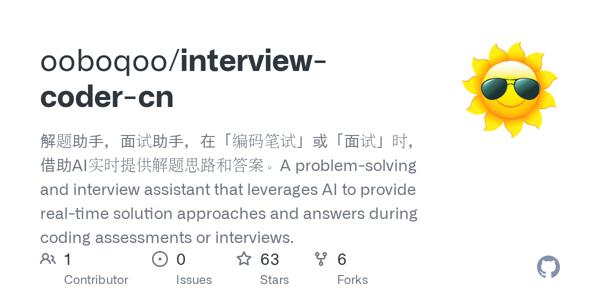 ooboqoo/interview-
coder-cn
解题助手，面试助手，在「编码笔试」或「面试」时，
借助AI实时提供解题思路和答案。A problem-solving
and interview assistant that leverages AI to provide
real-time solution approaches and answers during
coding assessments or interviews.
1 0 63 6
Contributor Issues Stars Forks